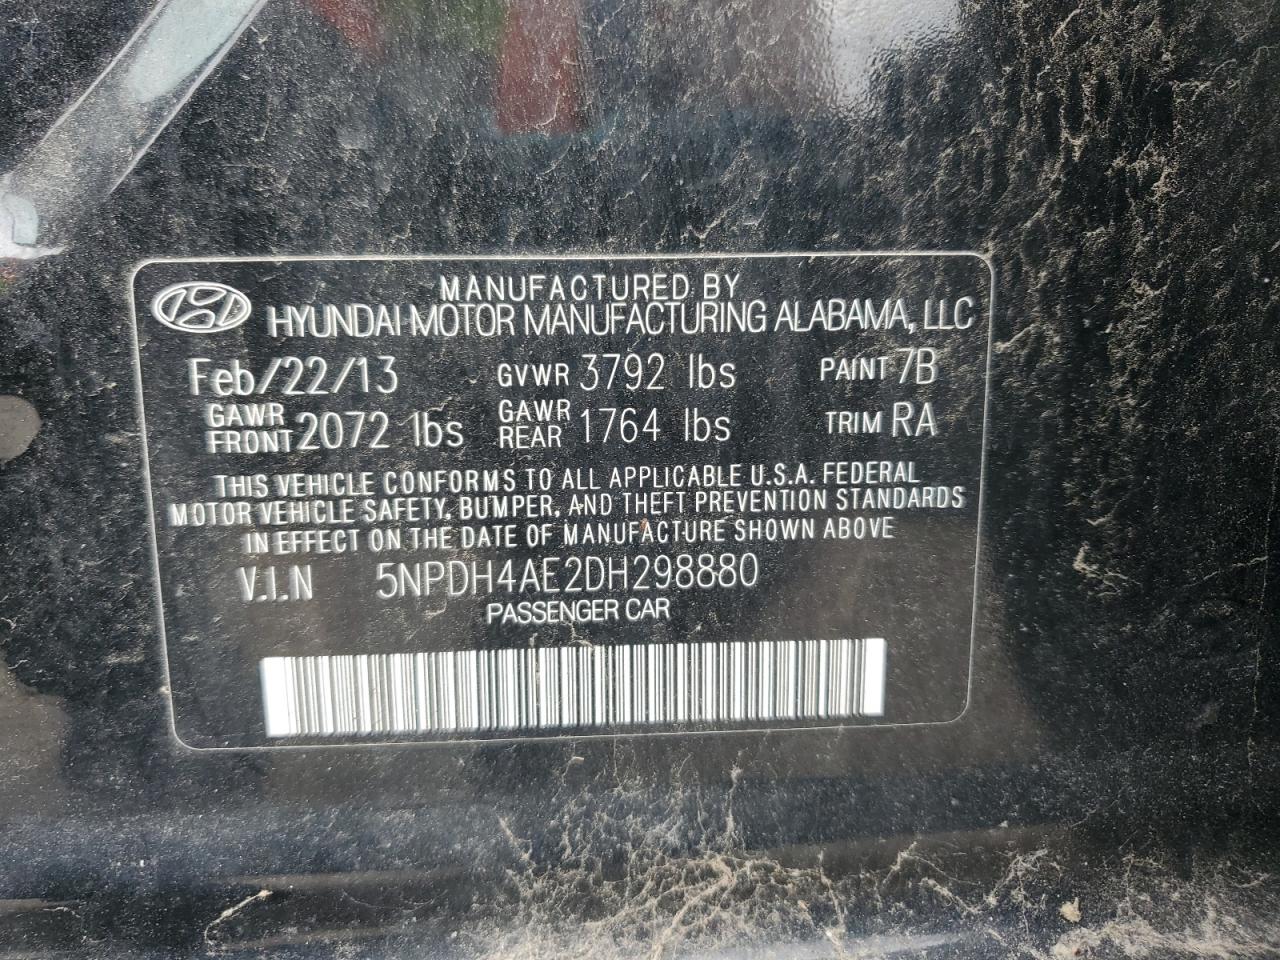 MANUFACTURED BY
HYUNDAI MOTOR MANUFACTURING ALABAMA, LLC
Feb/22/13 GVWR 3792 lbs PAINT 7B
GAWR FRONT 2072 lbs GAWR REAR 1764 lbs TRIM RA
THIS VEHICLE CONFORMS TO ALL APPLICABLE U.S.A. FEDERAL
MOTOR VEHICLE SAFETY, BUMPER, AND THEFT PREVENTION STANDARDS
IN EFFECT ON THE DATE OF MANUFACTURE SHOWN ABOVE
V.I.N 5NPDH4AE2DH298880
PASSENGER CAR